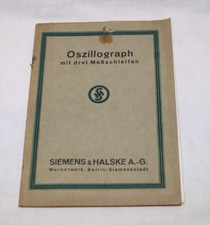 Oszillograph
mit drei Meßschleifen
SIEMENS & HALSKE A.-G.
Wernerwerk, Berlin-Siemensstadt